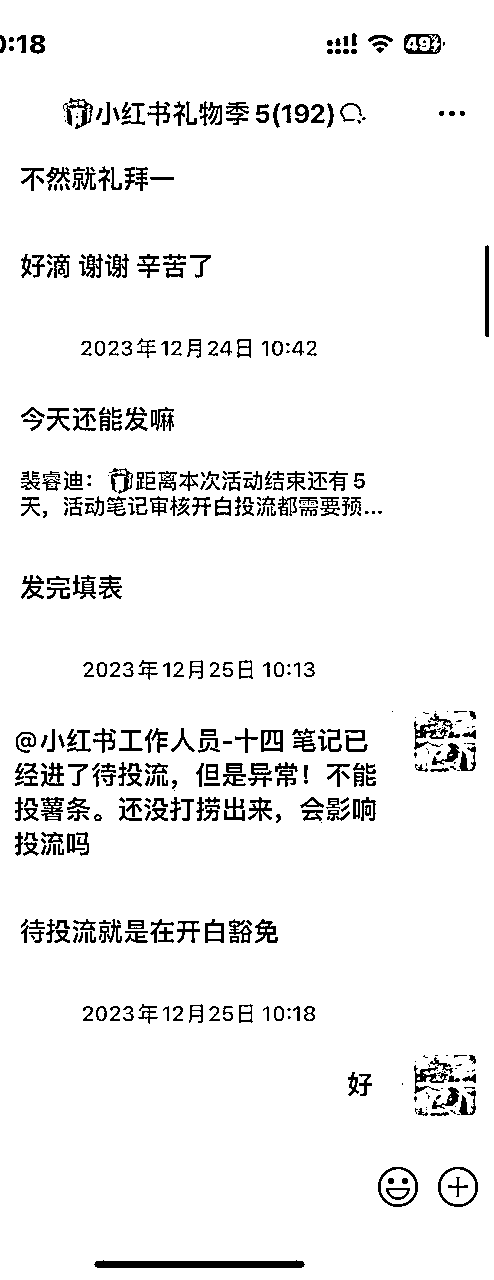 0:18
49
小红书礼物季 5(192)
不然就礼拜一
好滴 谢谢 辛苦了
2023年12月24日 10:42
今天还能发嘛
裴睿迪：距离本次活动结束还有 5
天，活动笔记审核开白投流都需要预...
发完填表
2023年12月25日 10:13
@小红书工作人员-十四 笔记已
经进了待投流，但是异常！不能
投薯条。还没打捞出来，会影响
投流吗
待投流就是在开白豁免
2023年12月25日 10:18
好